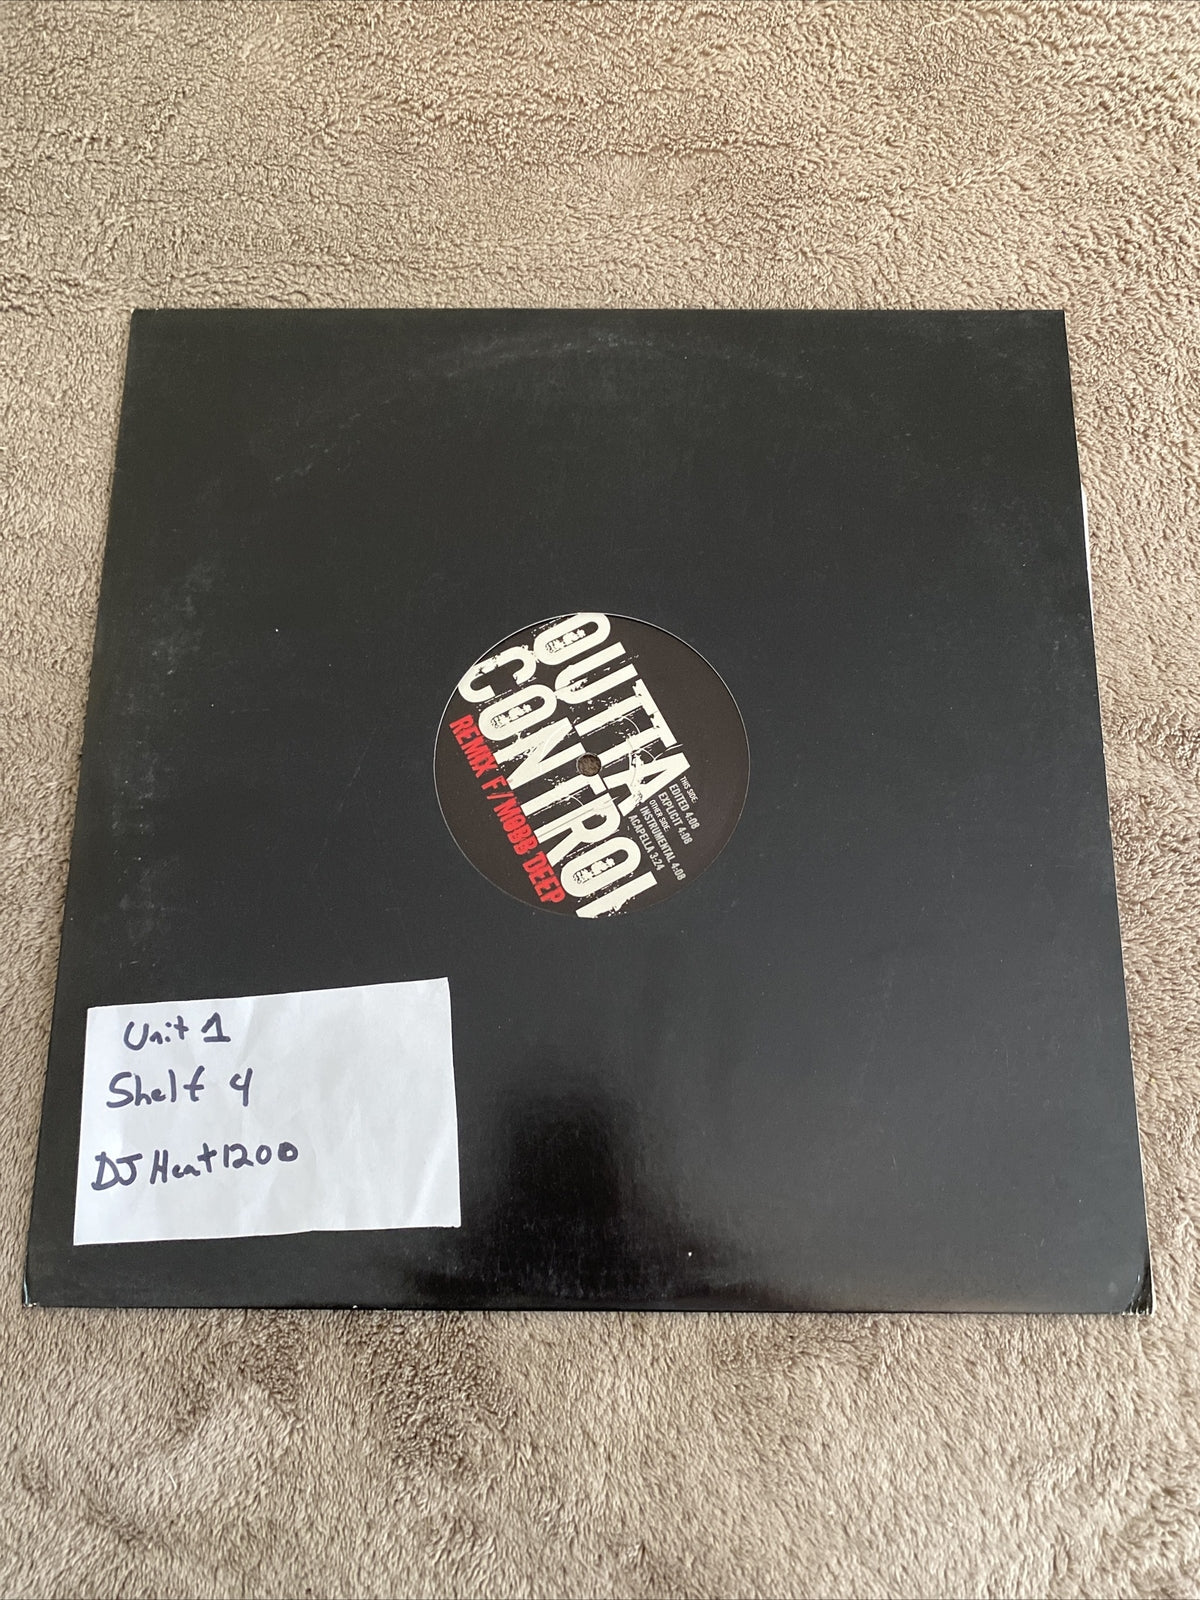 OUTTA
CONTROL
REMIX F/MOBB DEEP
THIS SIDE:
EDITED 4:08
EXPLICIT 4:08
OTHER SIDE:
INSTRUMENTAL 4:08
ACAPELLA 3:24
Unit 1
Shelf 4
DJ Heat1200